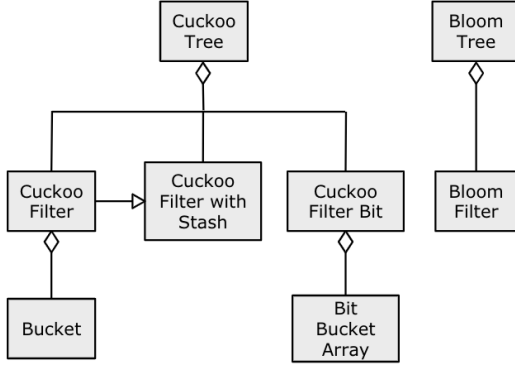 Cuckoo
Tree
Bloom
Tree
Cuckoo
Filter
Cuckoo
Filter with
Stash
Cuckoo
Filter Bit
Bloom
Filter
Bucket
Bit
Bucket
Array